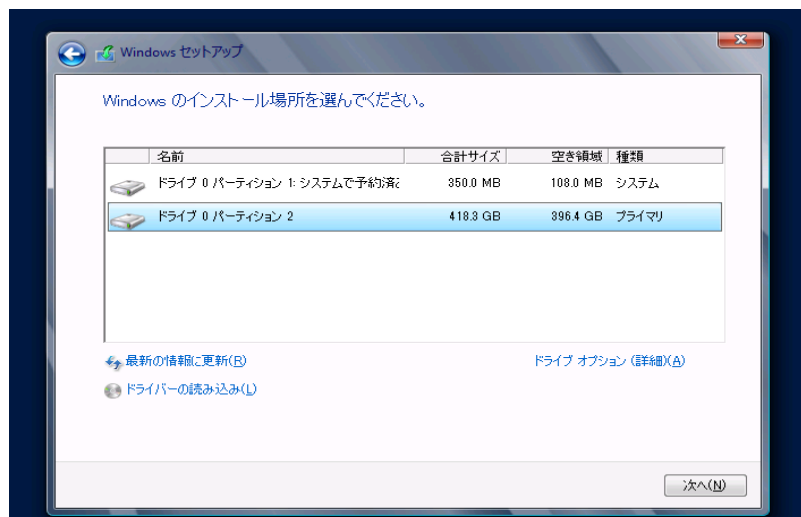 Windows セットアップ
Windows のインストール場所を選んでください。
名前 合計サイズ 空き領域 種類
ドライブ 0 パーティション 1: システムで予約済み 350.0 MB 108.0 MB システム
ドライブ 0 パーティション 2 418.3 GB 396.4 GB プライマリ
最新の情報に更新(R) ドライブ オプション (詳細)(A)
ドライバーの読み込み(L)
次へ(N)